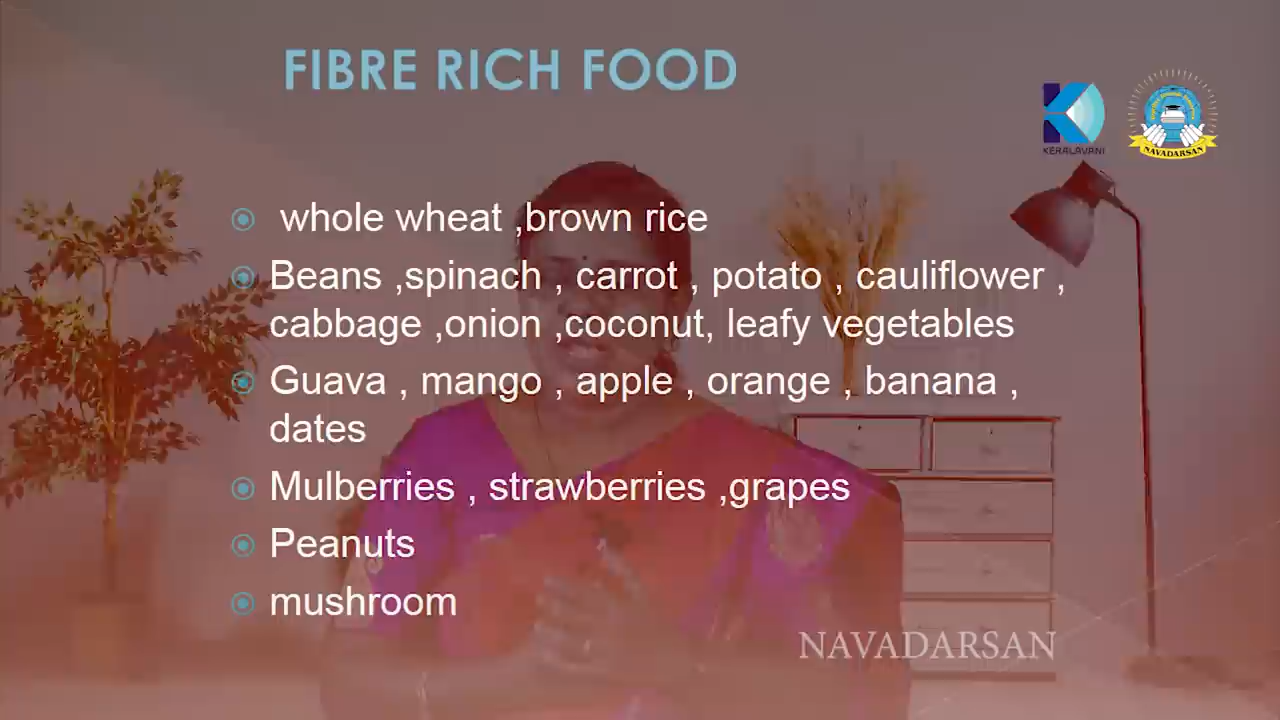 FIBRE RICH FOOD
KERALAVANI
NAVADARSAN
whole wheat ,brown rice
Beans ,spinach , carrot , potato , cauliflower ,
cabbage ,onion ,coconut, leafy vegetables
Guava , mango , apple , orange , banana ,
dates
Mulberries , strawberries ,grapes
Peanuts
mushroom
NAVADARSAN